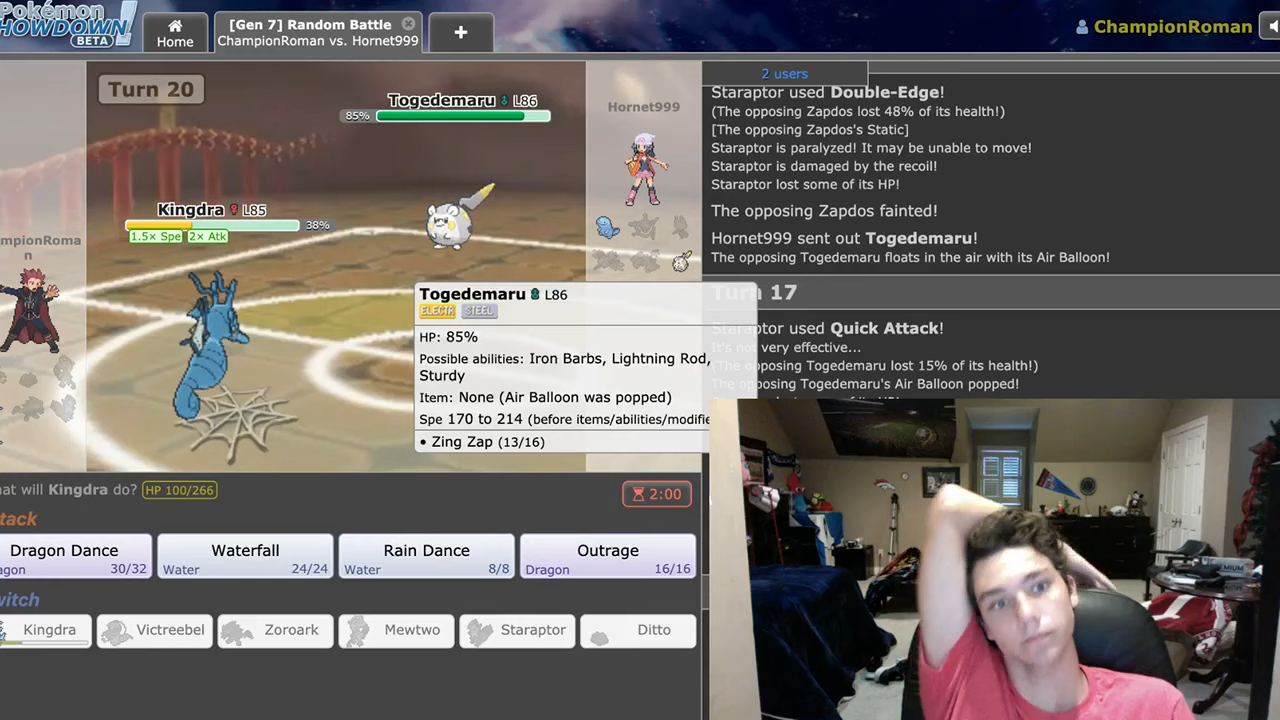 Pokémon
HOWDOWN!
BETA
Home
[Gen 7] Random Battle
ChampionRoman vs. Hornet999
+
ChampionRoman
2 users
Turn 20
Togedemaru L86
85%
Hornet999
Kingdra L85
38%
1.5× Spe 2× Atk
mpionRoma
n
Togedemaru L86
ELECTR STEEL
HP: 85%
Possible abilities: Iron Barbs, Lightning Rod,
Sturdy
Item: None (Air Balloon was popped)
Spe 170 to 214 (before items/abilities/modifie
• Zing Zap (13/16)
Staraptor used Double-Edge!
(The opposing Zapdos lost 48% of its health!)
[The opposing Zapdos's Static]
Staraptor is paralyzed! It may be unable to move!
Staraptor is damaged by the recoil!
Staraptor lost some of its HP!
The opposing Zapdos fainted!
Hornet999 sent out Togedemaru!
The opposing Togedemaru floats in the air with its Air Balloon!
Turn 17
Staraptor used Quick Attack!
It's not very effective...
(The opposing Togedemaru lost 15% of its health!)
The opposing Togedemaru's Air Balloon popped!
hat will Kingdra do? HP 100/266
2:00
tack
Dragon Dance
agon 30/32
Waterfall
Water 24/24
Rain Dance
Water 8/8
Outrage
Dragon 16/16
witch
Kingdra
Victreebel
Zoroark
Mewtwo
Staraptor
Ditto